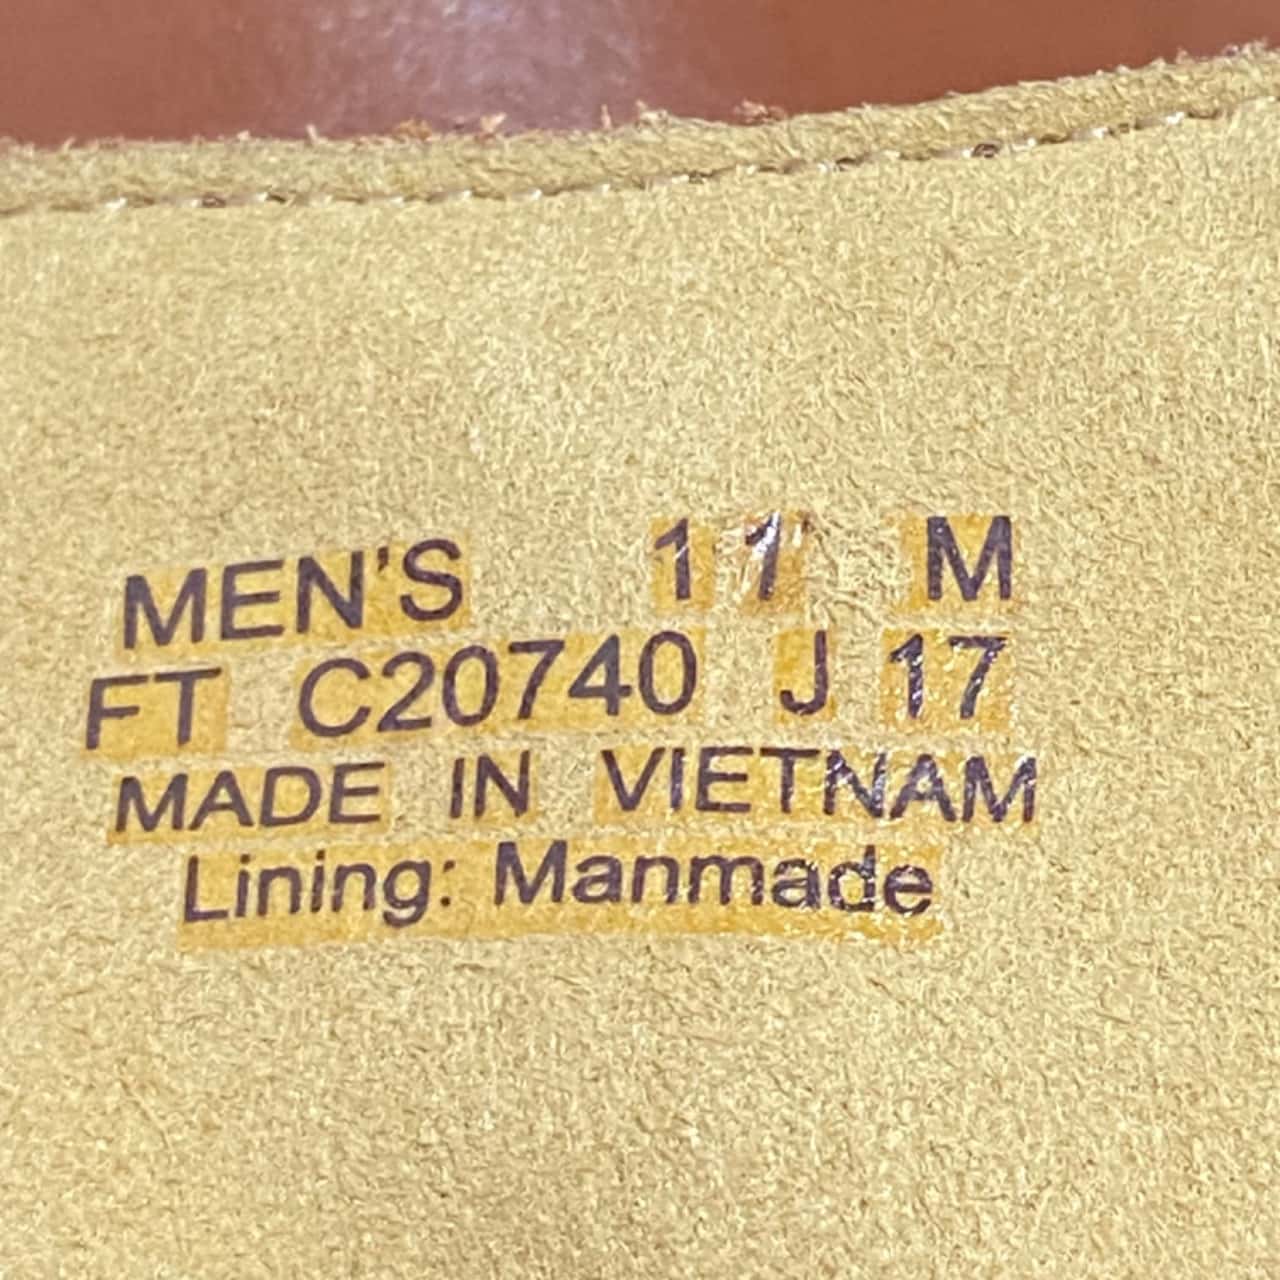 MEN'S 11 M
FT C20740 J 17
MADE IN VIETNAM
Lining: Manmade